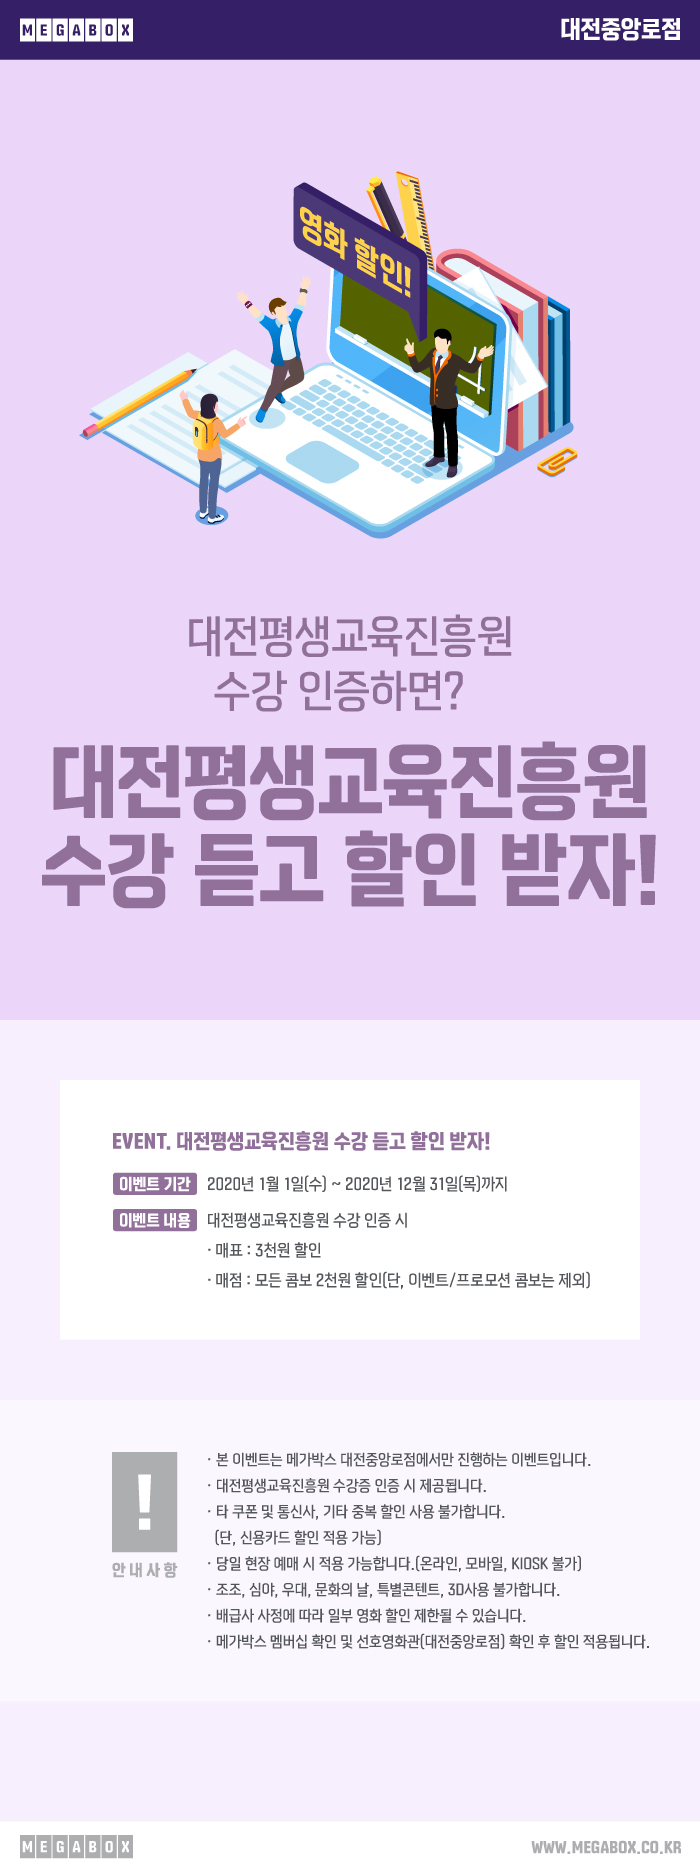 MEGABOX
대전중앙로점
영화 할인!
대전평생교육진흥원
수강 인증하면?
대전평생교육진흥원
수강 듣고 할인 받자!
EVENT. 대전평생교육진흥원 수강 듣고 할인 받자!
이벤트 기간 2020년 1월 1일(수) ~ 2020년 12월 31일(목)까지
이벤트 내용 대전평생교육진흥원 수강 인증 시
· 매표 : 3천원 할인
· 매점 : 모든 콤보 2천원 할인(단, 이벤트/프로모션 콤보는 제외)
!
안내사항
· 본 이벤트는 메가박스 대전중앙로점에서만 진행하는 이벤트입니다.
· 대전평생교육진흥원 수강증 인증 시 제공됩니다.
· 타 쿠폰 및 통신사, 기타 중복 할인 사용 불가합니다.
(단, 신용카드 할인 적용 가능)
· 당일 현장 예매 시 적용 가능합니다.(온라인, 모바일, KIOSK 불가)
· 조조, 심야, 우대, 문화의 날, 특별콘텐트, 3D사용 불가합니다.
· 배급사 사정에 따라 일부 영화 할인 제한될 수 있습니다.
· 메가박스 멤버십 확인 및 선호영화관(대전중앙로점) 확인 후 할인 적용됩니다.
MEGABOX
WWW.MEGABOX.CO.KR